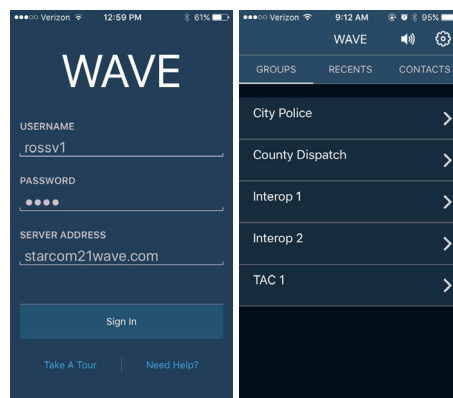 Verizon 12:59 PM 61%
WAVE
USERNAME
rossv1
PASSWORD
SERVER ADDRESS
starcom21wave.com
Sign In
Take A Tour Need Help?
Verizon 9:12 AM 95%
WAVE
GROUPS RECENTS CONTACTS
City Police
County Dispatch
Interop 1
Interop 2
TAC 1